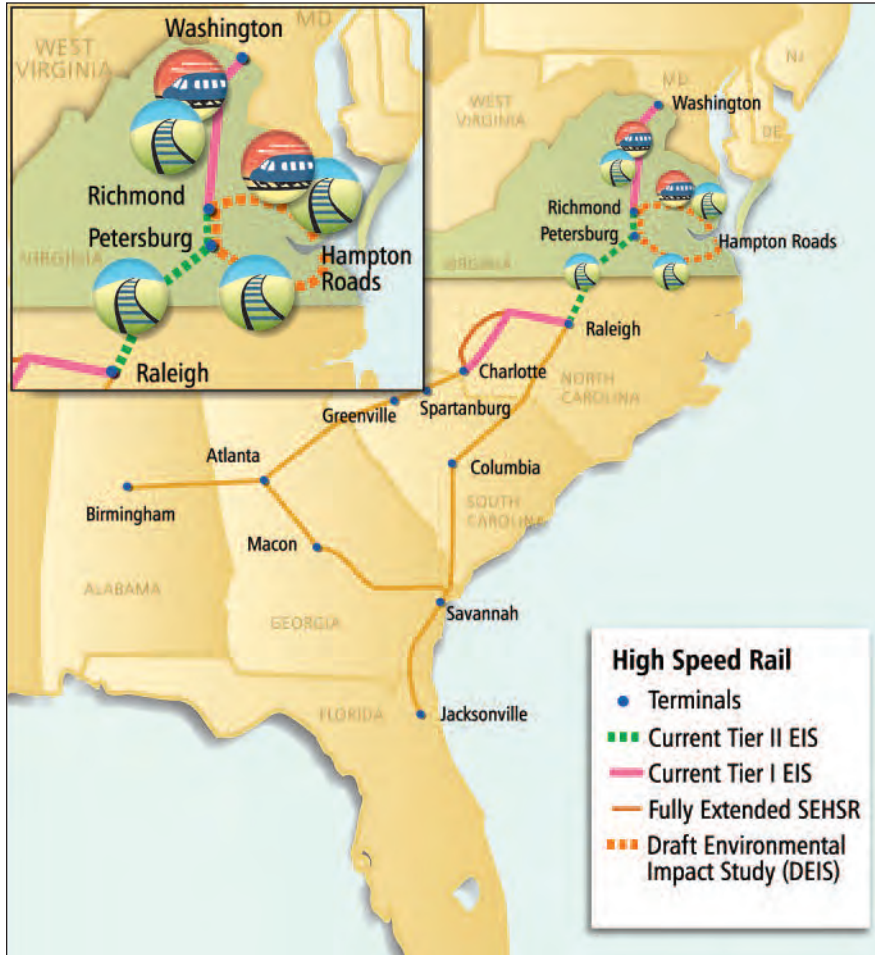 Washington
MD
WEST
VIRGINIA
Richmond
Petersburg
VIRGINIA
Hampton
Roads
Raleigh
NJ
MD
WEST
VIRGINIA
Washington
DE
Richmond
Petersburg
Hampton Roads
VIRGINIA
Raleigh
Charlotte
NORTH
CAROLINA
Spartanburg
Greenville
Atlanta
Columbia
Birmingham
SOUTH
CAROLINA
Macon
ALABAMA
Savannah
GEORGIA
FLORIDA
Jacksonville
High Speed Rail
Terminals
Current Tier II EIS
Current Tier I EIS
Fully Extended SEHSR
Draft Environmental
Impact Study (DEIS)